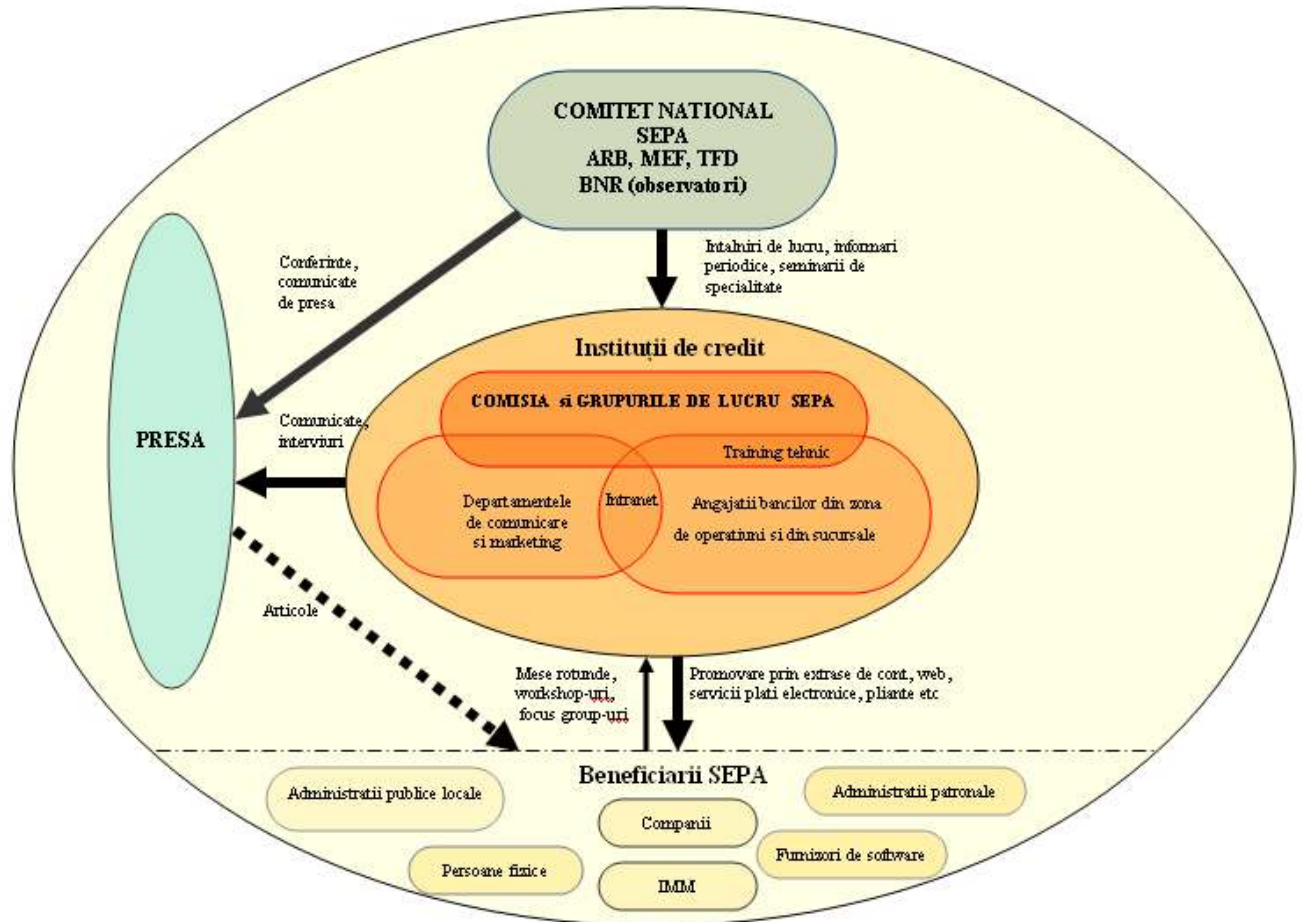 COMITET NATIONAL
SEPA
ARB, MEF, TFD
BNR (observatori)
Conferinte,
comunicate
de presa
Intalniri de lucru, informari
periodice, seminarii de
specialitate
Instituții de credit
COMISIA si GRUPURILE DE LUCRU SEPA
PRESA
Comunicate,
interviuri
Training tehnic
Departamentele
de comunicare
si marketing
Intranet
Angajatii bancilor din zona
de operatiuni si din sucursale
Articole
Mese rotunde,
workshop-uri,
focus group-uri
Promovare prin extrase de cont, web,
servicii plati electronice, pliante etc
Beneficiarii SEPA
Administratii publice locale
Administratii patronale
Companii
Furnizori de software
Persoane fizice
IMM